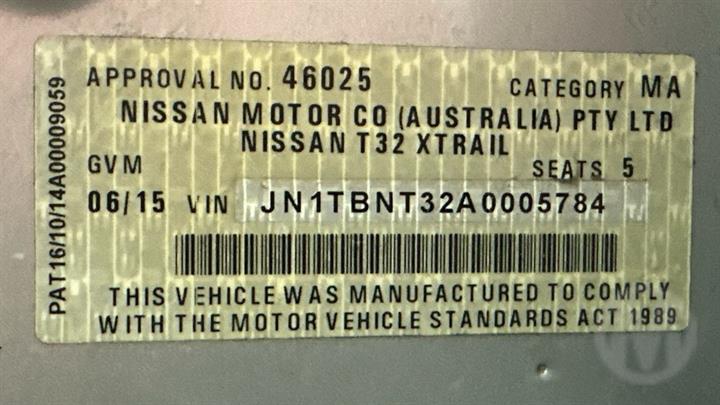 APPROVAL NO. 46025 CATEGORY MA
NISSAN MOTOR CO (AUSTRALIA) PTY LTD
NISSAN T32 XTRAIL
GVM SEATS 5
06/15 VIN JN1TBNT32A0005784
THIS VEHICLE WAS MANUFACTURED TO COMPLY
WITH THE MOTOR VEHICLE STANDARDS ACT 1989
PAT16/10/14A00009059